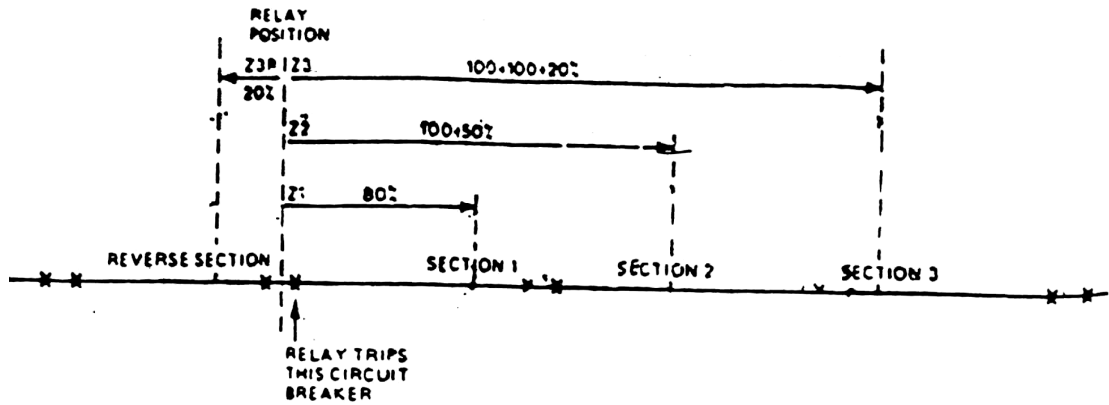 RELAY
POSITION
Z3R Z3
100+100+20%
20%
Z2
100+50%
Z1
80%
REVERSE SECTION
SECTION 1
SECTION 2
SECTION 3
RELAY TRIPS
THIS CIRCUIT
BREAKER